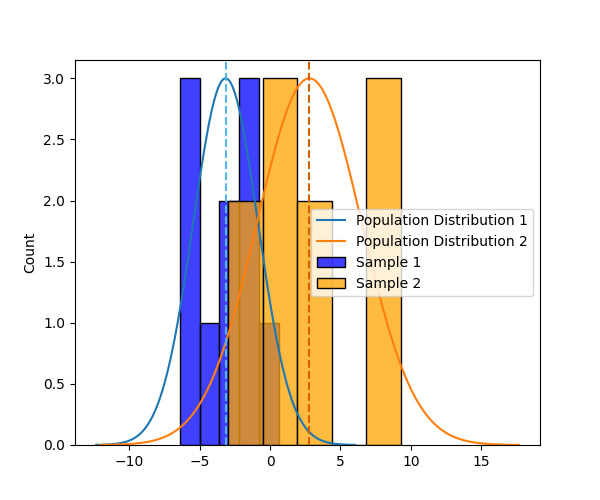 3.0
2.5
2.0
1.5
1.0
0.5
0.0
Count
Population Distribution 1
Population Distribution 2
Sample 1
Sample 2
−10 −5 0 5 10 15